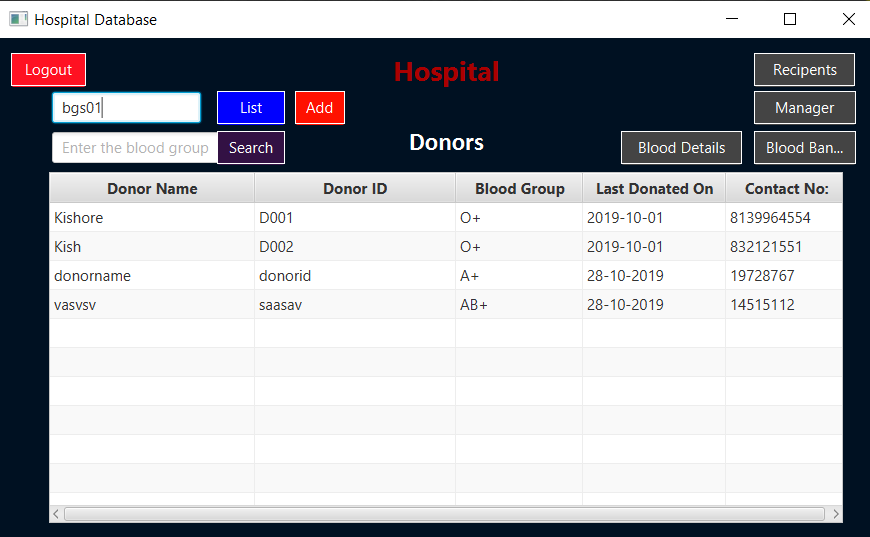 Hospital Database
Logout
Hospital
Recipents
bgs01
List
Add
Manager
Enter the blood group
Search
Donors
Blood Details
Blood Ban...
Donor Name Donor ID Blood Group Last Donated On Contact No:
Kishore D001 O+ 2019-10-01 8139964554
Kish D002 O+ 2019-10-01 832121551
donorname donorid A+ 28-10-2019 19728767
vasvsv saasav AB+ 28-10-2019 14515112